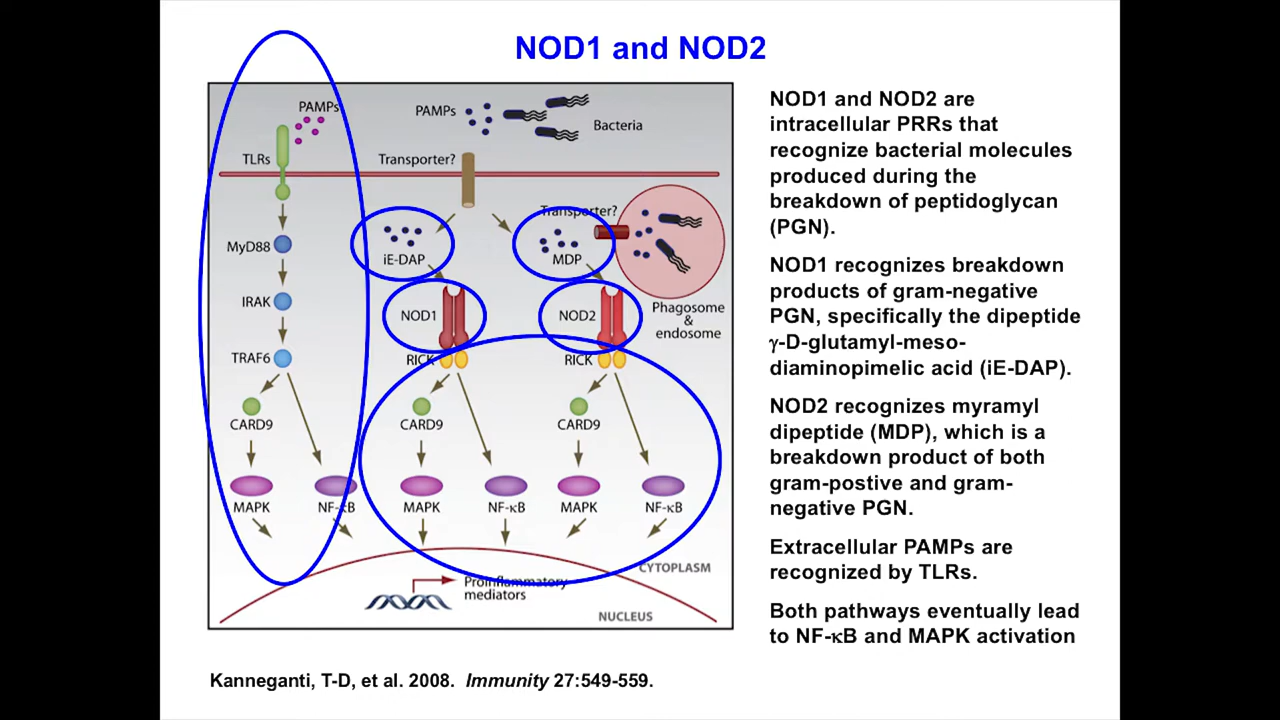 NOD1 and NOD2
PAMPs
TLRs
MyD88
IRAK
TRAF6
CARD9
MAPK
NF-κB
PAMPs
Bacteria
Transporter?
iE-DAP
NOD1
RICK
CARD9
MAPK
NF-κB
Transporter?
MDP
NOD2
RICK
CARD9
MAPK
NF-κB
Phagosome
&
endosome
CYTOPLASM
Proinflammatory
mediators
NUCLEUS
NOD1 and NOD2 are
intracellular PRRs that
recognize bacterial molecules
produced during the
breakdown of peptidoglycan
(PGN).
NOD1 recognizes breakdown
products of gram-negative
PGN, specifically the dipeptide
γ-D-glutamyl-meso-
diaminopimelic acid (iE-DAP).
NOD2 recognizes myramyl
dipeptide (MDP), which is a
breakdown product of both
gram-postive and gram-
negative PGN.
Extracellular PAMPs are
recognized by TLRs.
Both pathways eventually lead
to NF-κB and MAPK activation
Kanneganti, T-D, et al. 2008. Immunity 27:549-559.